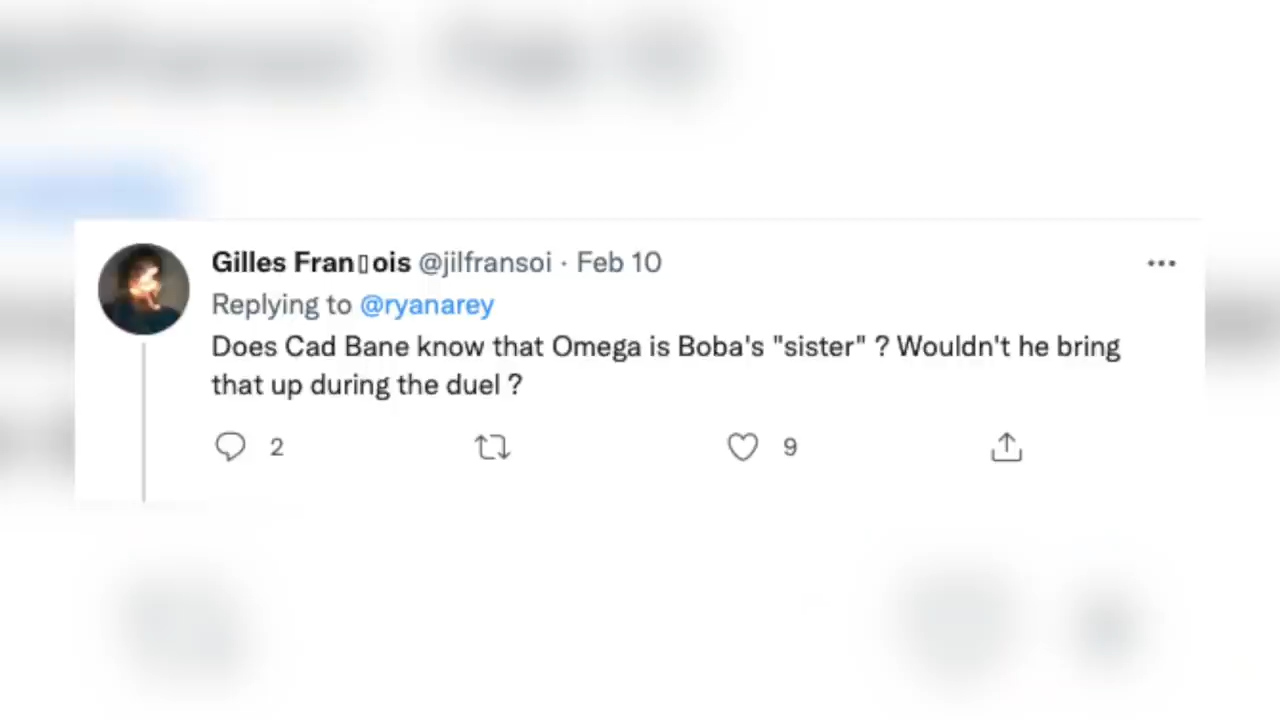 Gilles Fran▯ois @jilfransoi · Feb 10
Replying to @ryanarey
Does Cad Bane know that Omega is Boba's "sister" ? Wouldn't he bring
that up during the duel ?
2 9